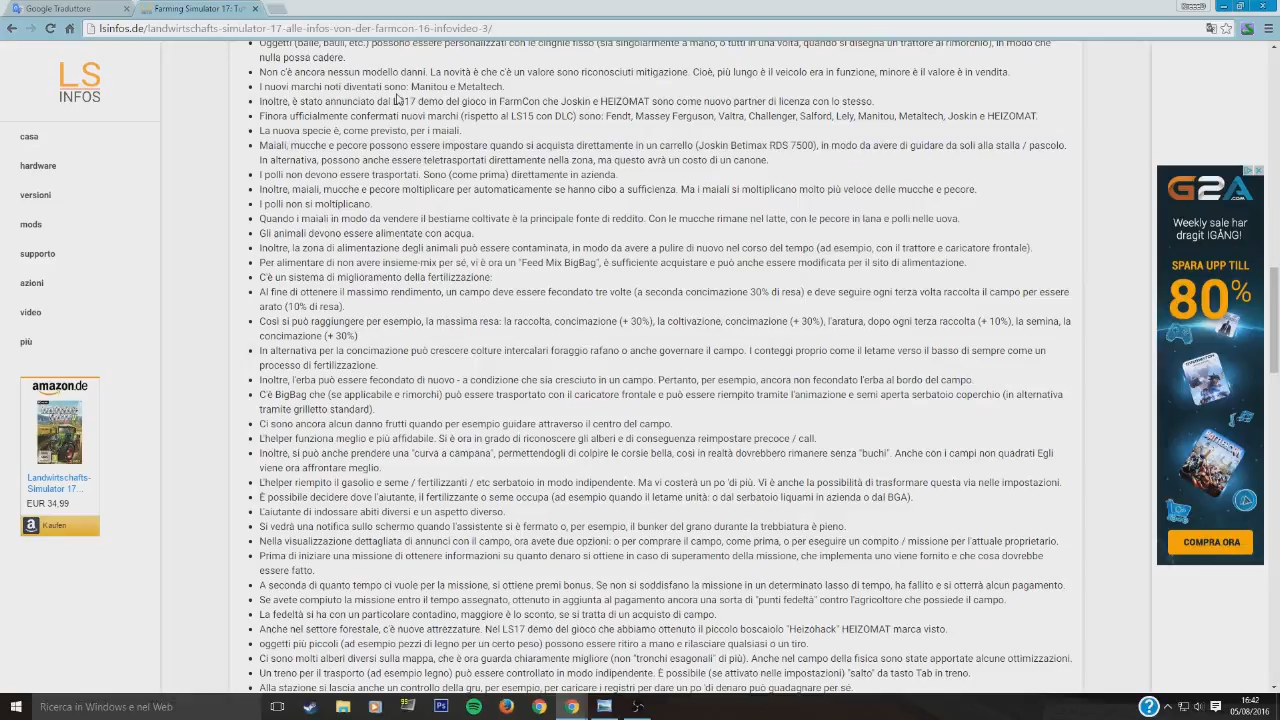 Google Traduttore
Farming Simulator 17: Tu
lsinfos.de/landwirtschafts-simulator-17-alle-infos-von-der-farmcon-16-infovideo-3/
LS
INFOS
casa
hardware
versioni
mods
supporto
azioni
video
più
amazon.de
Landwirtschafts-
Simulator 17...
EUR 34,99
Kaufen
Oggetti (balle, bauli, etc.) possono essere personalizzati con le cinghie fisso (sia singolarmente a mano, o tutti in una volta, quando si disegna un trattore al rimorchio), in modo che
nulla possa cadere.
Non c'è ancora nessun modello danni. La novità è che c'è un valore sono riconosciuti mitigazione. Cioè, più lungo è il veicolo era in funzione, minore è il valore è in vendita.
I nuovi marchi noti diventati sono: Manitou e Metaltech.
Inoltre, è stato annunciato dal LS17 demo del gioco in FarmCon che Joskin e HEIZOMAT sono come nuovo partner di licenza con lo stesso.
Finora ufficialmente confermati nuovi marchi (rispetto al LS15 con DLC) sono: Fendt, Massey Ferguson, Valtra, Challenger, Salford, Lely, Manitou, Metaltech, Joskin e HEIZOMAT.
La nuova specie è, come previsto, per i maiali.
Maiali, mucche e pecore possono essere impostare quando si acquista direttamente in un carrello (Joskin Betimax RDS 7500), in modo da avere di guidare da soli alla stalla / pascolo.
In alternativa, possono anche essere teletrasportati direttamente nella zona, ma questo avrà un costo di un canone.
I polli non devono essere trasportati. Sono (come prima) direttamente in azienda.
Inoltre, maiali, mucche e pecore moltiplicare per automaticamente se hanno cibo a sufficienza. Ma i maiali si moltiplicano molto più veloce delle mucche e pecore.
I polli non si moltiplicano.
Quando i maiali in modo da vendere il bestiame coltivate è la principale fonte di reddito. Con le mucche rimane nel latte, con le pecore in lana e polli nelle uova.
Gli animali devono essere alimentate con acqua.
Inoltre, la zona di alimentazione degli animali può essere contaminata, in modo da avere a pulire di nuovo nel corso del tempo (ad esempio, con il trattore e caricatore frontale).
Per alimentare di non avere insieme-mix per sé, vi è ora un "Feed Mix BigBag", è sufficiente acquistare e può anche essere modificata per il sito di alimentazione.
C'è un sistema di miglioramento della fertilizzazione:
Al fine di ottenere il massimo rendimento, un campo deve essere fecondato tre volte (a seconda concimazione 30% di resa) e deve seguire ogni terza volta raccolta il campo per essere
arato (10% di resa).
Così si può raggiungere per esempio, la massima resa: la raccolta, concimazione (+ 30%), la coltivazione, concimazione (+ 30%), l'aratura, dopo ogni terza raccolta (+ 10%), la semina, la
concimazione (+ 30%)
In alternativa per la concimazione può crescere colture intercalari foraggio rafano o anche governare il campo. I conteggi proprio come il letame verso il basso di sempre come un
processo di fertilizzazione.
Inoltre, l'erba può essere fecondato di nuovo - a condizione che sia cresciuto in un campo. Pertanto, per esempio, ancora non fecondato l'erba al bordo del campo.
C'è BigBag che (se applicabile e rimorchi) può essere trasportato con il caricatore frontale e può essere riempito tramite l'animazione e semi aperta serbatoio coperchio (in alternativa
tramite grilletto standard).
Ci sono ancora alcun danno frutti quando per esempio guidare attraverso il centro del campo.
L'helper funziona meglio e più affidabile. Si è ora in grado di riconoscere gli alberi e di conseguenza reimpostare precoce / call.
Inoltre, si può anche prendere una "curva a campana", permettendogli di colpire le corsie bella, così in realtà dovrebbero rimanere senza "buchi". Anche con i campi non quadrati Egli
viene ora affrontare meglio.
L'helper riempito il gasolio e seme / fertilizzanti / etc serbatoio in modo indipendente. Ma vi costerà un po 'di più. Vi è anche la possibilità di trasformare questa via nelle impostazioni.
È possibile decidere dove l'aiutante, il fertilizzante o seme occupa (ad esempio quando il letame unità: o dal serbatoio liquami in azienda o dal BGA).
L'aiutante di indossare abiti diversi e un aspetto diverso.
Si vedrà una notifica sullo schermo quando l'assistente si è fermato o, per esempio, il bunker del grano durante la trebbiatura è pieno.
Nella visualizzazione dettagliata di annunci con il campo, ora avete due opzioni: o per comprare il campo, come prima, o per eseguire un compito / missione per l'attuale proprietario.
Prima di iniziare una missione di ottenere informazioni su quanto denaro si ottiene in caso di superamento della missione, che implementano uno viene fornito e che cosa dovrebbe
essere fatto.
A seconda di quanto tempo ci vuole per la missione, si ottiene premi bonus. Se non si soddisfano la missione in un determinato lasso di tempo, ha fallito e si otterrà alcun pagamento.
Se avete compiuto la missione entro il tempo assegnato, ottenuto in aggiunta al pagamento ancora una sorta di "punti fedeltà" contro l'agricoltore che possiede il campo.
La fedeltà si ha con un particolare contadino, maggiore è lo sconto, se si tratta di un acquisto di campo.
Anche nel settore forestale, c'è nuove attrezzature. Nel LS17 demo del gioco che abbiamo ottenuto il piccolo boscaiolo "Heizohack" HEIZOMAT marca visto.
oggetti più piccoli (ad esempio pezzi di legno per un certo peso) possono essere ritiro a mano e rilasciare qualsiasi o un tiro.
Ci sono molti alberi diversi sulla mappa, che è ora guarda chiaramente migliore (non "tronchi esagonali" di più). Anche nel campo della fisica sono state apportate alcune ottimizzazioni.
Un treno per il trasporto (ad esempio legno) può essere controllato in modo indipendente. È possibile (se attivato nelle impostazioni) "salto" da tasto Tab in treno.
Alla stazione si lascia anche un controllo della gru, per esempio, per caricare i registri per dare un po 'di denaro può guadagnare per sé.
G2A
.COM
Weekly sale har
dragit IGÅNG!
SPARA UPP TILL
80%
COMPRA ORA
Ricerca in Windows e nel Web
16:42
05/08/2016